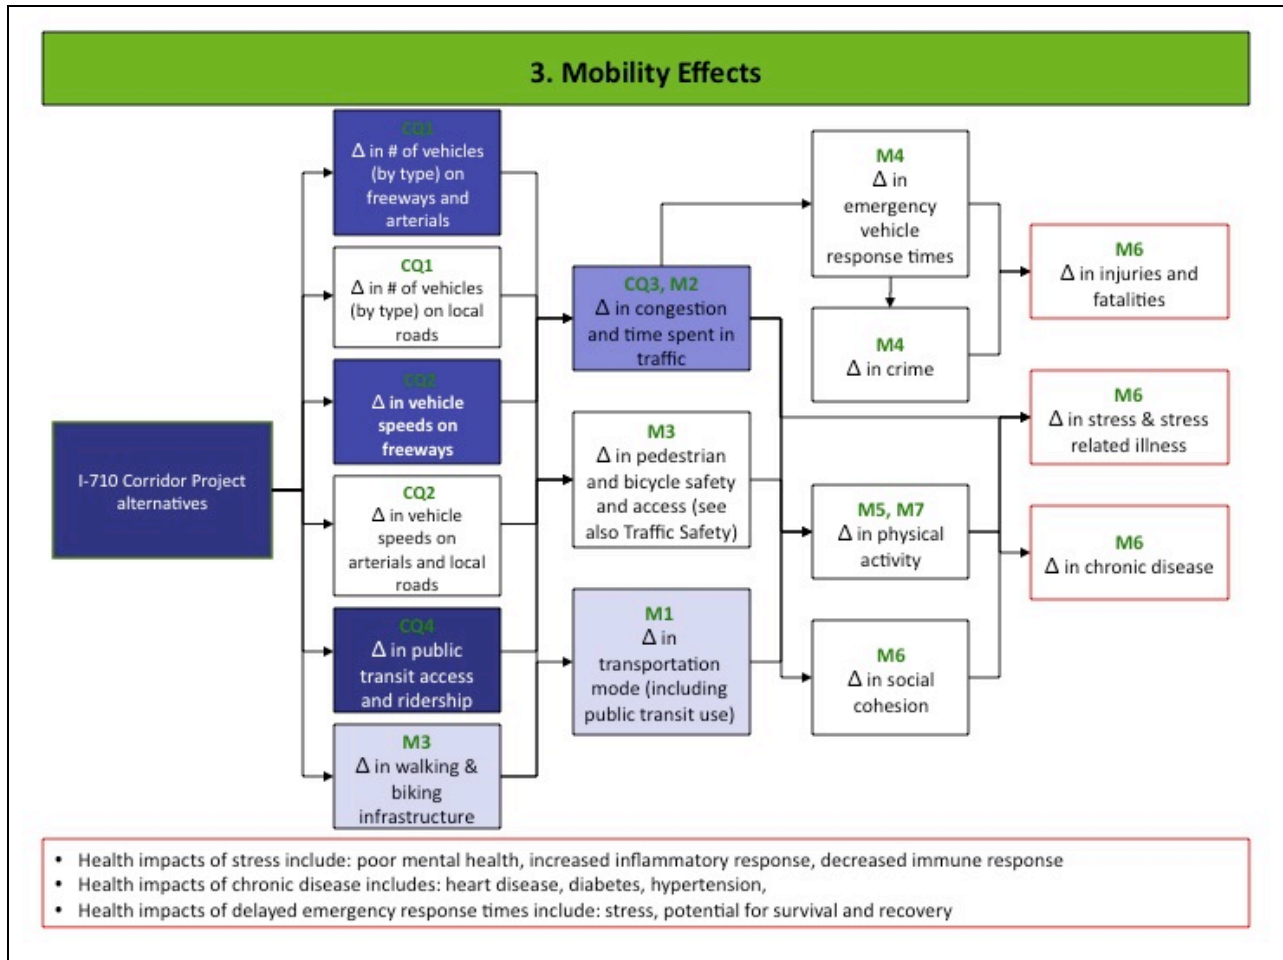 3. Mobility Effects
CQ1
Δ in # of vehicles
(by type) on
freeways and
arterials
CQ1
Δ in # of vehicles
(by type) on local
roads
CQ2
Δ in vehicle
speeds on
freeways
CQ2
Δ in vehicle
speeds on
arterials and local
roads
CQ4
Δ in public
transit access
and ridership
M3
Δ in walking &
biking
infrastructure
I-710 Corridor Project
alternatives
CQ3, M2
Δ in congestion
and time spent in
traffic
M3
Δ in pedestrian
and bicycle safety
and access (see
also Traffic Safety)
M1
Δ in
transportation
mode (including
public transit use)
M4
Δ in
emergency
vehicle
response times
M4
Δ in crime
M5, M7
Δ in physical
activity
M6
Δ in social
cohesion
M6
Δ in injuries and
fatalities
M6
Δ in stress & stress
related illness
M6
Δ in chronic disease
• Health impacts of stress include: poor mental health, increased inflammatory response, decreased immune response
• Health impacts of chronic disease includes: heart disease, diabetes, hypertension,
• Health impacts of delayed emergency response times include: stress, potential for survival and recovery